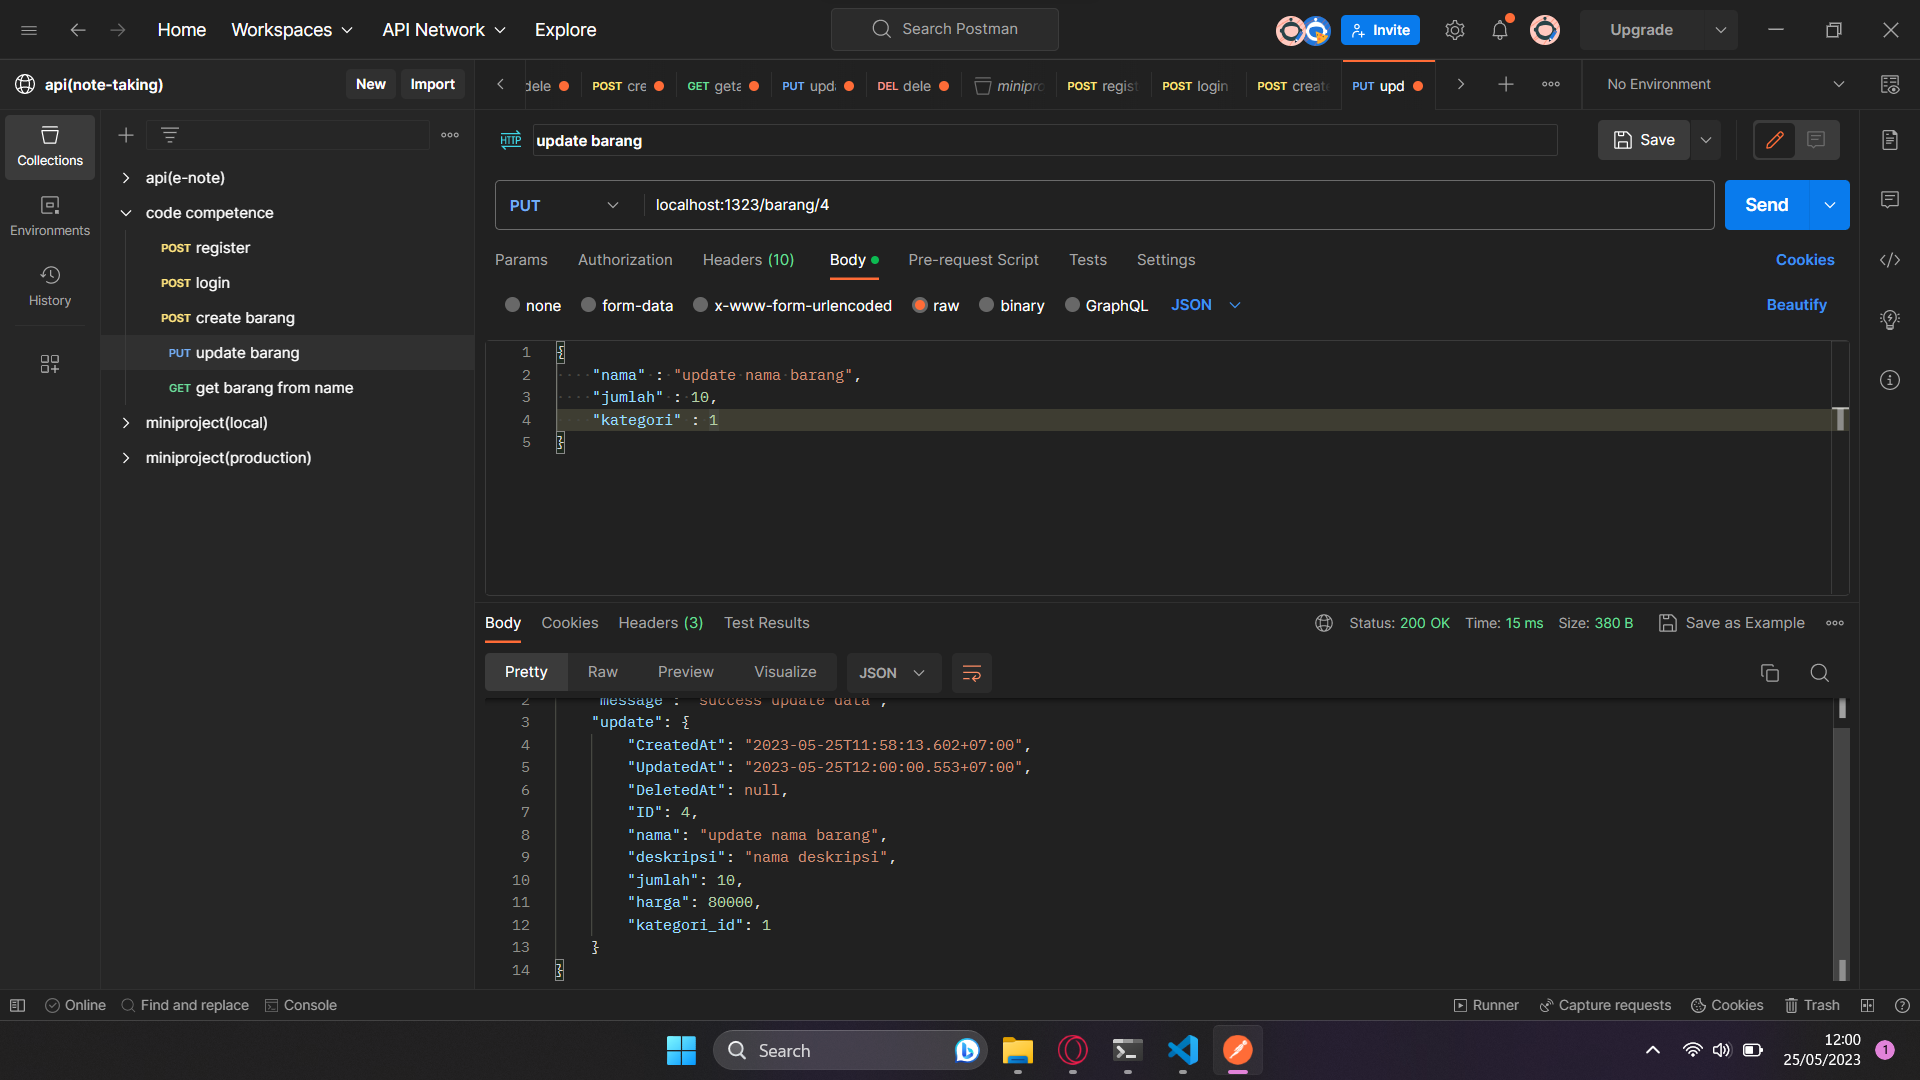 Home Workspaces API Network Explore
Search Postman
Invite
Upgrade
api(note-taking)
New Import
dele
POST cre
GET geta
PUT upda
DEL dele
minipro
POST regist
POST login
POST create
PUT upd
No Environment
Collections
Environments
History
api(e-note)
code competence
POST register
POST login
POST create barang
PUT update barang
GET get barang from name
miniproject(local)
miniproject(production)
HTTP update barang
Save
PUT localhost:1323/barang/4
Send
Params Authorization Headers (10) Body Pre-request Script Tests Settings Cookies
none form-data x-www-form-urlencoded raw binary GraphQL JSON Beautify
1 {
2 "nama" : "update nama barang",
3 "jumlah" : 10,
4 "kategori" : 1
5 }
Body Cookies Headers (3) Test Results
Status: 200 OK Time: 15 ms Size: 380 B Save as Example
Pretty Raw Preview Visualize JSON
2 "message": "success update data",
3 "update": {
4 "CreatedAt": "2023-05-25T11:58:13.602+07:00",
5 "UpdatedAt": "2023-05-25T12:00:00.553+07:00",
6 "DeletedAt": null,
7 "ID": 4,
8 "nama": "update nama barang",
9 "deskripsi": "nama deskripsi",
10 "jumlah": 10,
11 "harga": 80000,
12 "kategori_id": 1
13 }
14 }
Online Find and replace Console
Runner Capture requests Cookies Trash
Search
12:00
25/05/2023
1